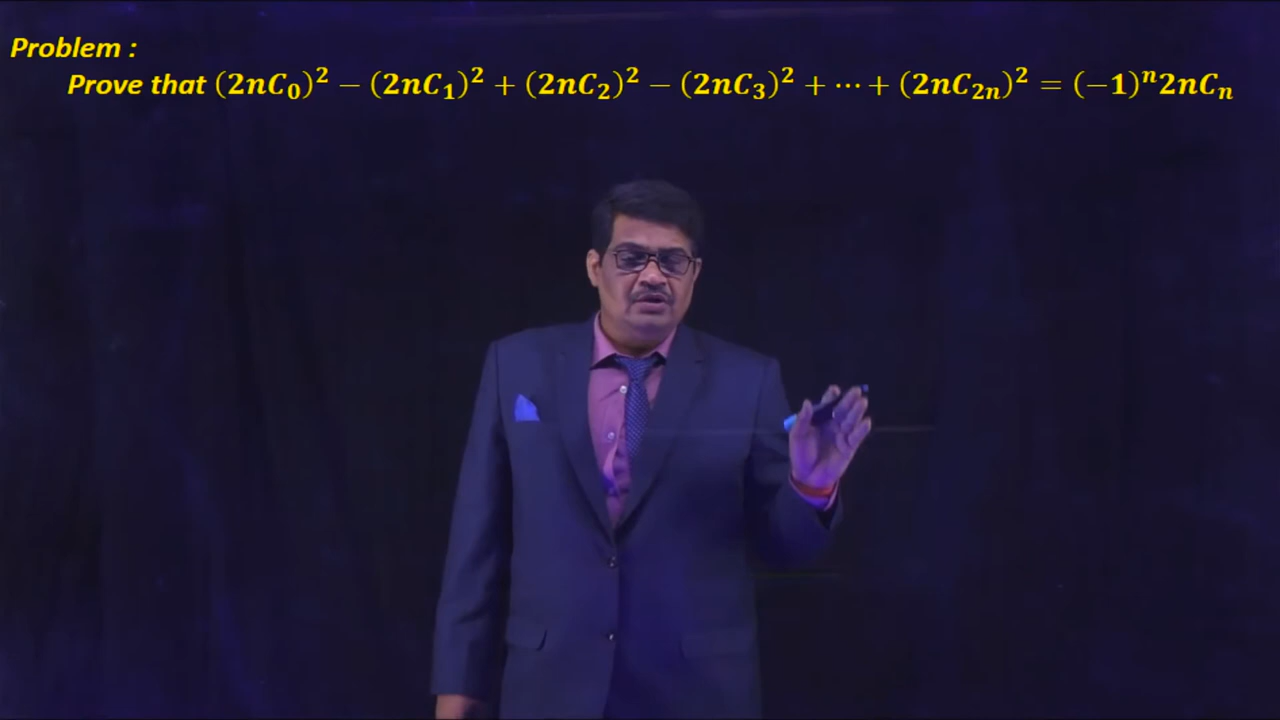 Problem :
Prove that (2nC₀)² − (2nC₁)² + (2nC₂)² − (2nC₃)² + ⋯ + (2nC₂ₙ)² = (−1)ⁿ2nCₙ